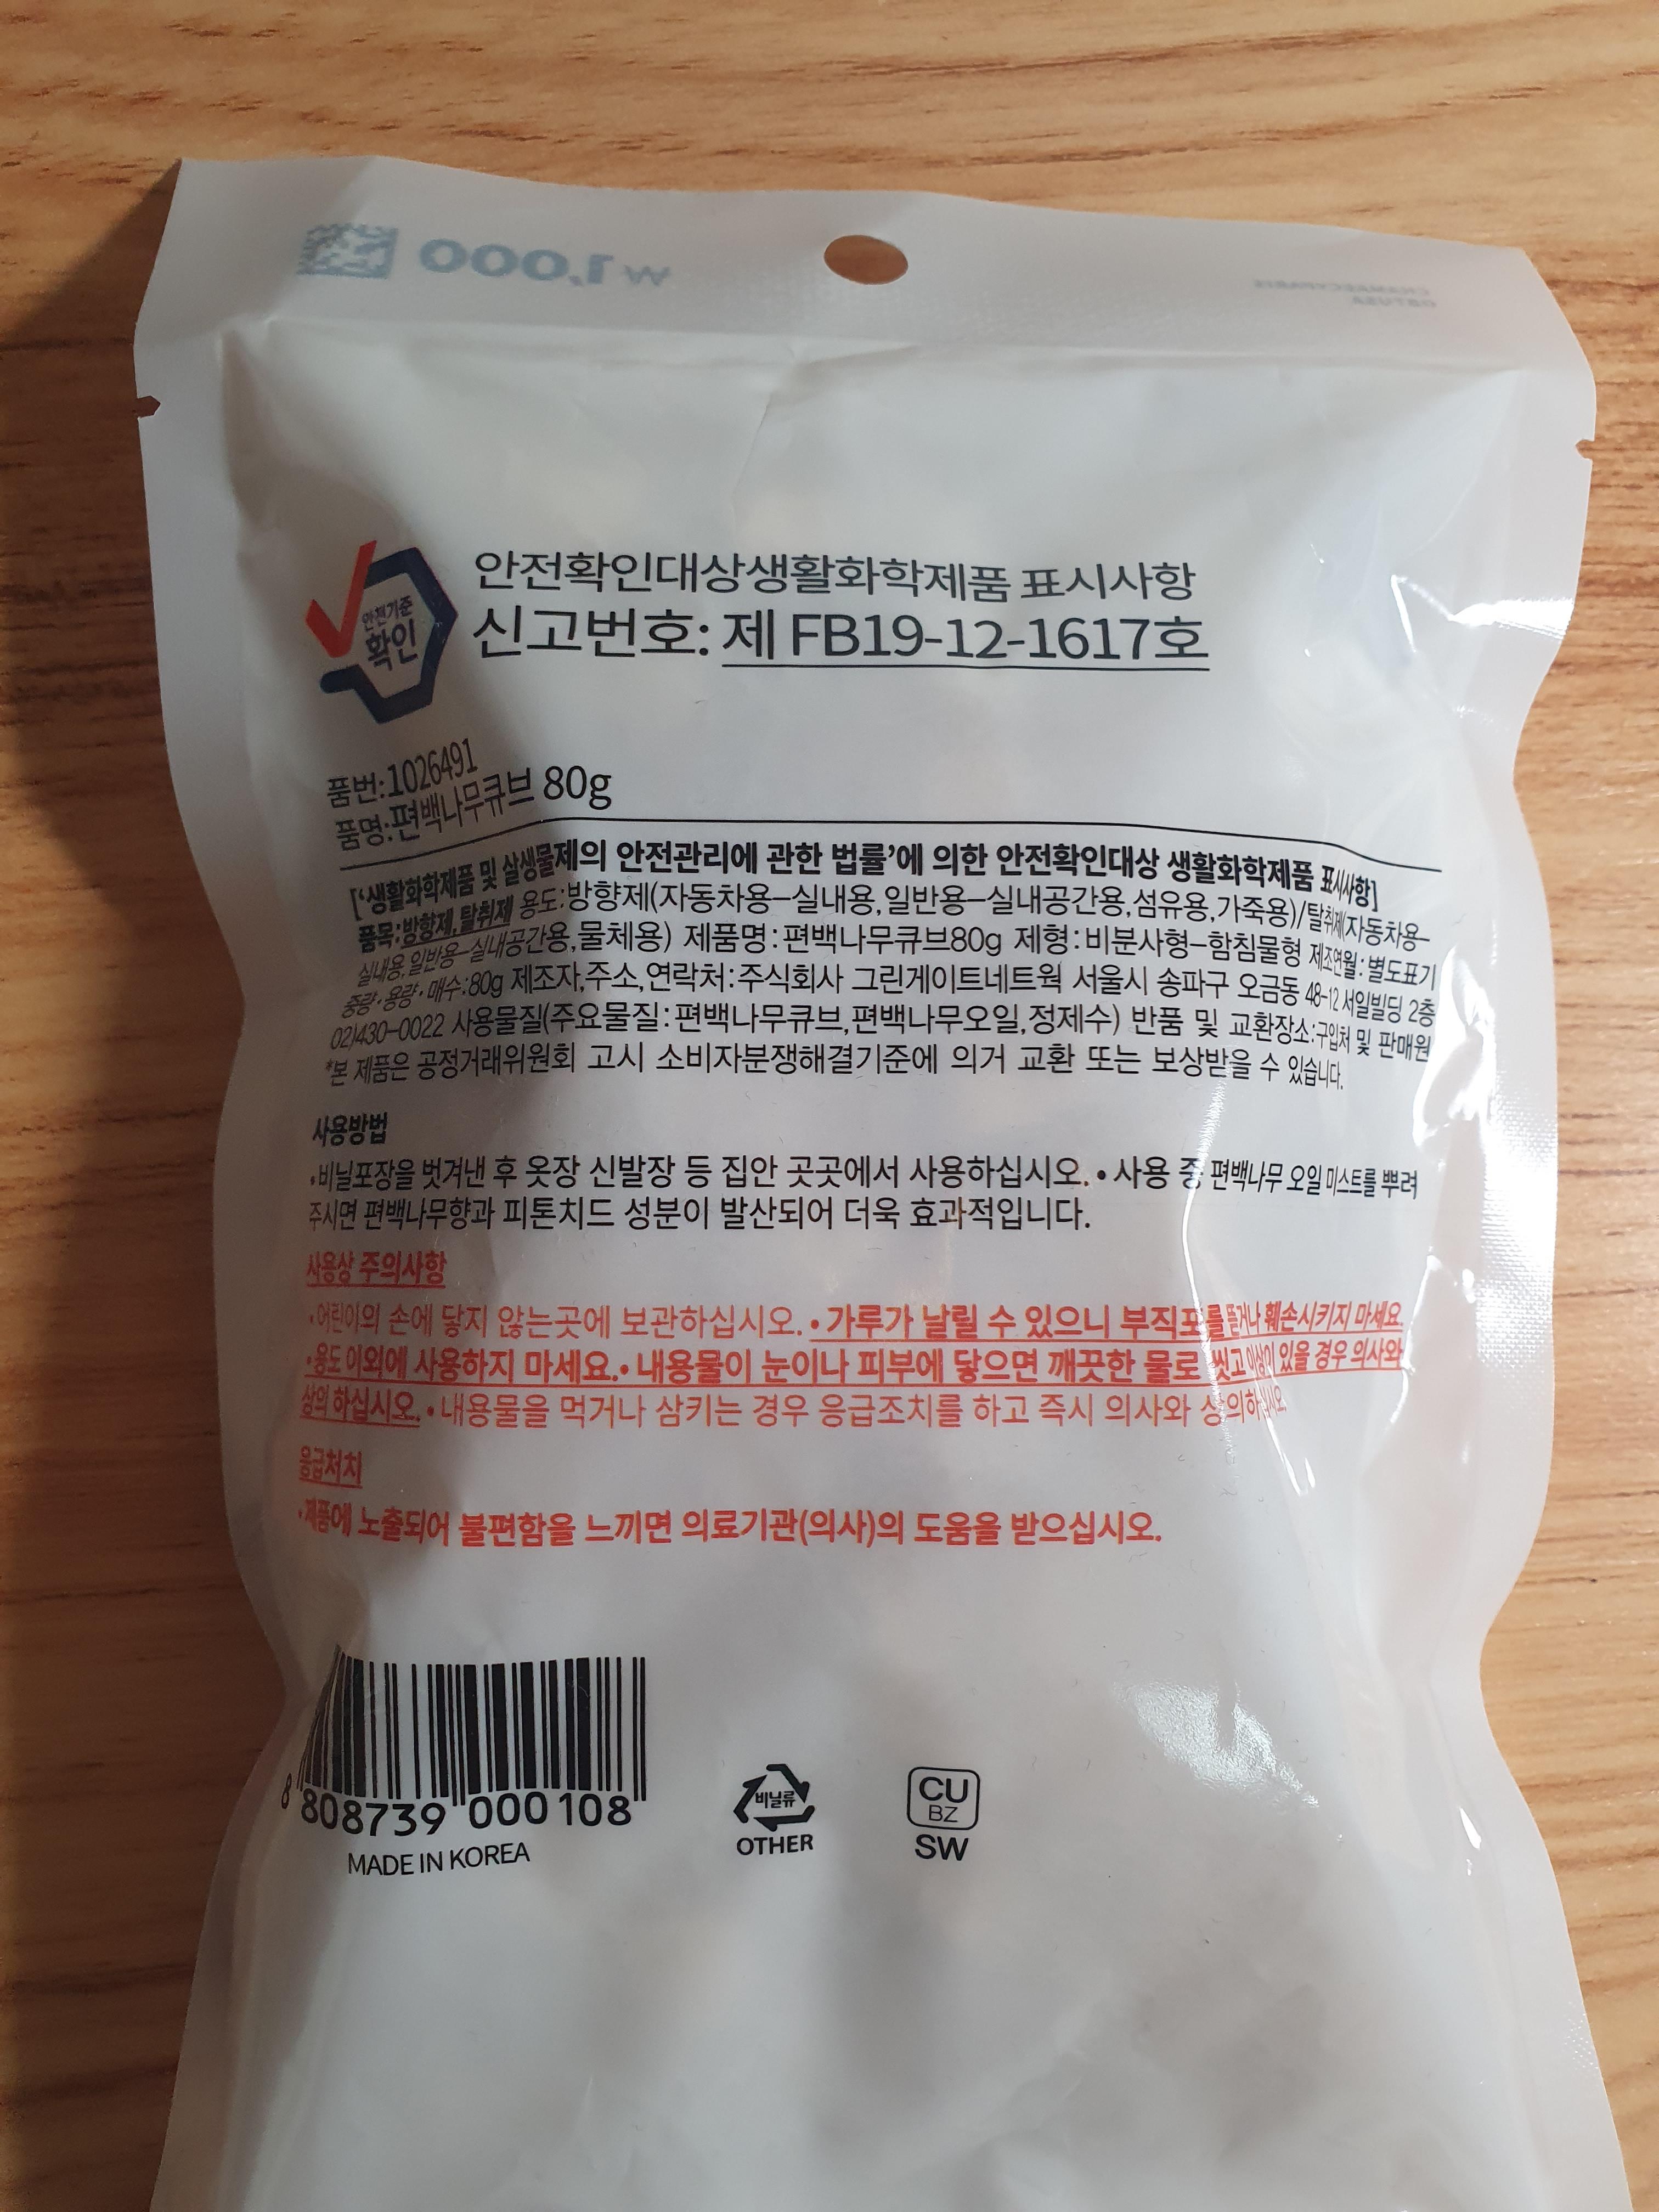 ₩1,000
CHAMAECYPARIS
OBTUSA
안전기준
확인
안전확인대상생활화학제품 표시사항
신고번호: 제 FB19-12-1617호
품번:1026491
품명:편백나무큐브 80g
[‘생활화학제품 및 살생물제의 안전관리에 관한 법률’에 의한 안전확인대상 생활화학제품 표시사항]
품목:방향제,탈취제 용도:방향제(자동차용-실내용,일반용-실내공간용,섬유용,가죽용)/탈취제(자동차용-
실내용,일반용-실내공간용,물체용) 제품명:편백나무큐브80g 제형:비분사형-함침물형 제조연월:별도표기
중량·용량·매수:80g 제조자,주소,연락처:주식회사 그린게이트네트웍 서울시 송파구 오금동 48-12 서일빌딩 2층
02)430-0022 사용물질(주요물질:편백나무큐브,편백나무오일,정제수) 반품 및 교환장소:구입처 및 판매원
*본 제품은 공정거래위원회 고시 소비자분쟁해결기준에 의거 교환 또는 보상받을 수 있습니다.
사용방법
•비닐포장을 벗겨낸 후 옷장 신발장 등 집안 곳곳에서 사용하십시오. • 사용 중 편백나무 오일 미스트를 뿌려
주시면 편백나무향과 피톤치드 성분이 발산되어 더욱 효과적입니다.
사용상 주의사항
•어린이의 손에 닿지 않는곳에 보관하십시오. • 가루가 날릴 수 있으니 부직포를 뜯거나 훼손시키지 마세요.
•용도 이외에 사용하지 마세요.• 내용물이 눈이나 피부에 닿으면 깨끗한 물로 씻고 이상이 있을 경우 의사와
상의 하십시오. • 내용물을 먹거나 삼키는 경우 응급조치를 하고 즉시 의사와 상의하십시오.
응급처치
•제품에 노출되어 불편함을 느끼면 의료기관(의사)의 도움을 받으십시오.
8 808739 000108
MADE IN KOREA
비닐류
OTHER
CU
BZ
SW